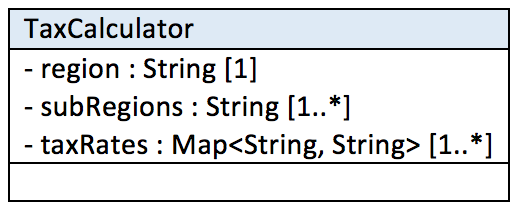 TaxCalculator
- region : String [1]
- subRegions : String [1..*]
- taxRates : Map<String, String> [1..*]